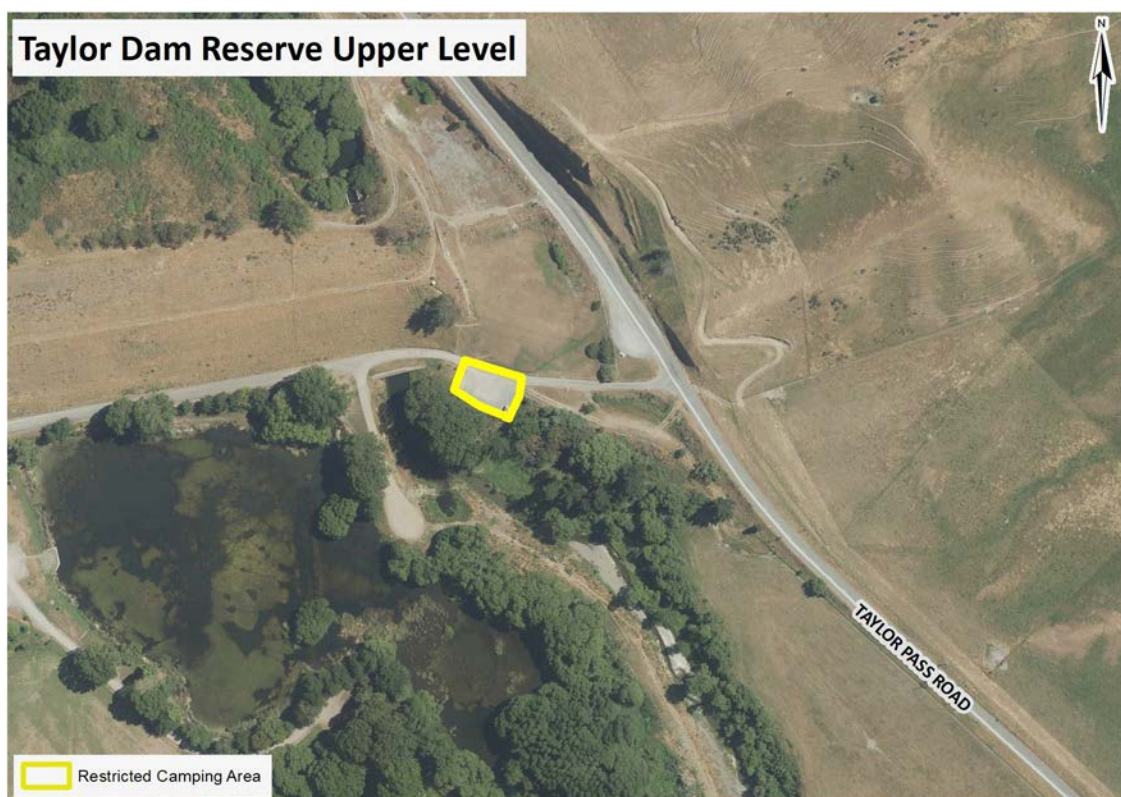 Taylor Dam Reserve Upper Level
N
TAYLOR PASS ROAD
Restricted Camping Area